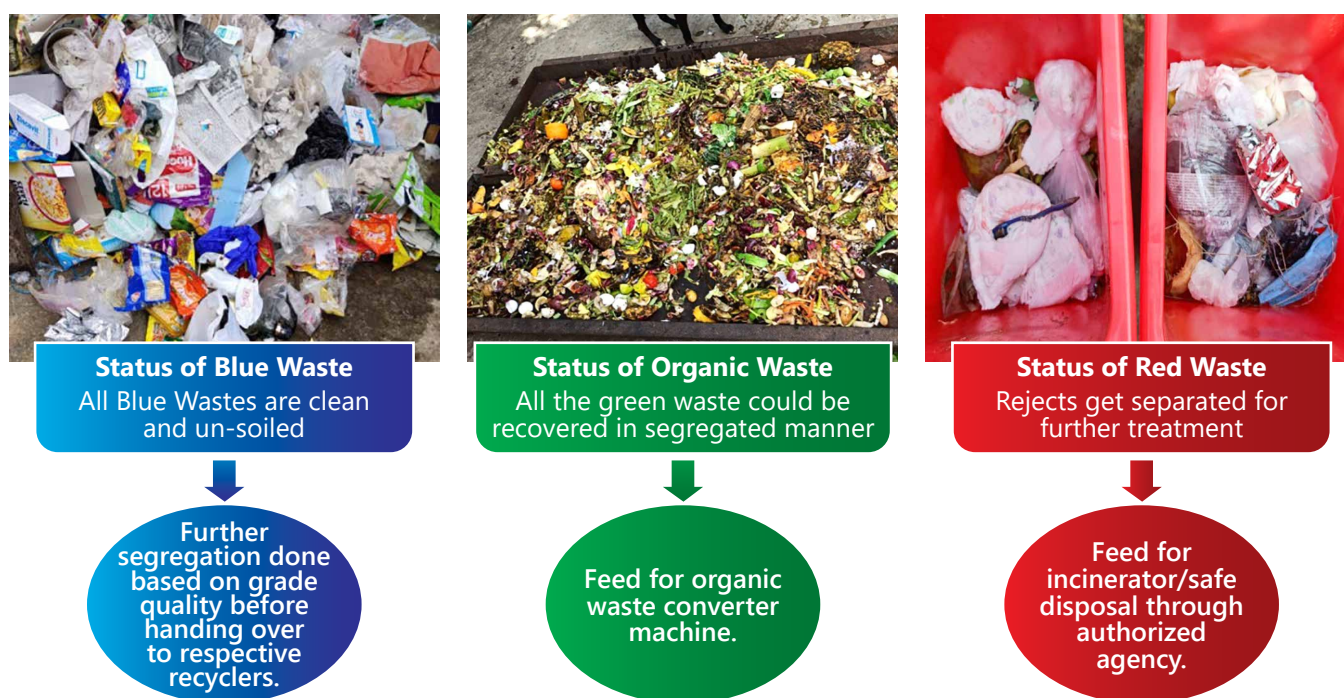 Status of Blue Waste
All Blue Wastes are clean
and un-soiled
Further
segregation done
based on grade
quality before
handing over
to respective
recyclers.
Status of Organic Waste
All the green waste could be
recovered in segregated manner
Feed for organic
waste converter
machine.
Status of Red Waste
Rejects get separated for
further treatment
Feed for
incinerator/safe
disposal through
authorized
agency.